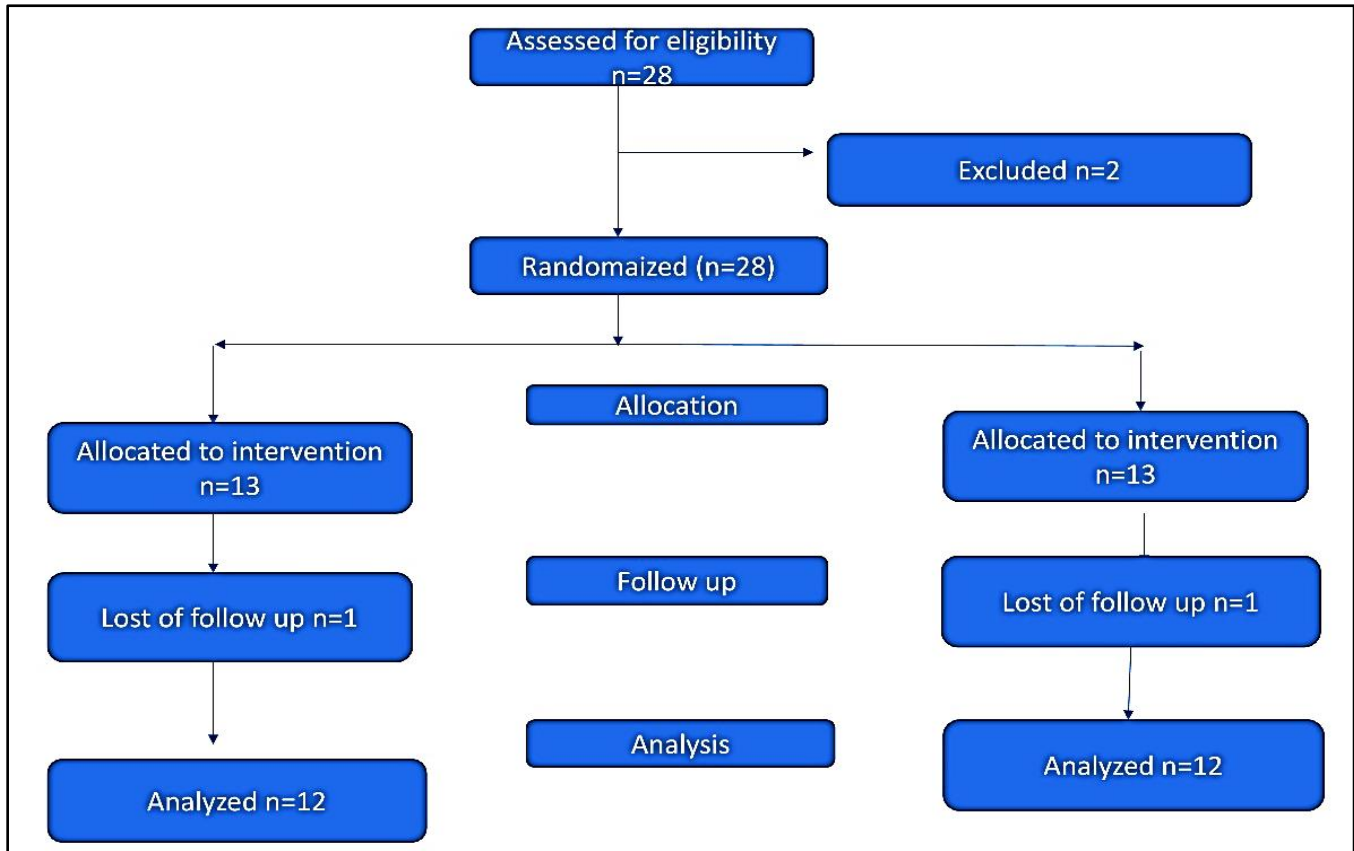 Assessed for eligibility
n=28
Excluded n=2
Randomaized (n=28)
Allocation
Allocated to intervention
n=13
Allocated to intervention
n=13
Follow up
Lost of follow up n=1
Lost of follow up n=1
Analysis
Analyzed n=12
Analyzed n=12